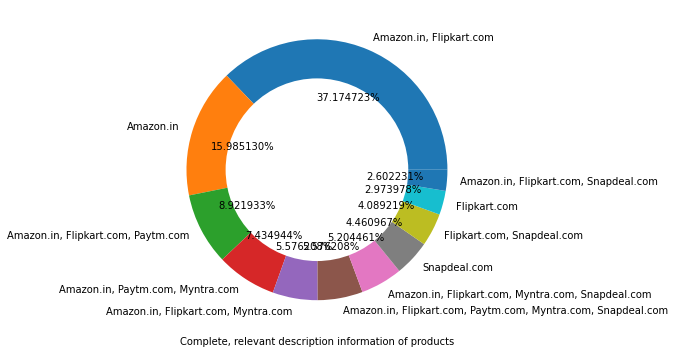 Amazon.in, Flipkart.com
37.174723%
Amazon.in
15.985130%
2.602231%
Amazon.in, Flipkart.com, Snapdeal.com
2.973978%
Flipkart.com
4.089219%
8.921933%
Amazon.in, Flipkart.com, Paytm.com
Flipkart.com, Snapdeal.com
4.460967%
7.434944%
5.204461%
5.576208%
5.576208%
Snapdeal.com
Amazon.in, Paytm.com, Myntra.com
Amazon.in, Flipkart.com, Myntra.com, Snapdeal.com
Amazon.in, Flipkart.com, Myntra.com
Amazon.in, Flipkart.com, Paytm.com, Myntra.com, Snapdeal.com
Complete, relevant description information of products